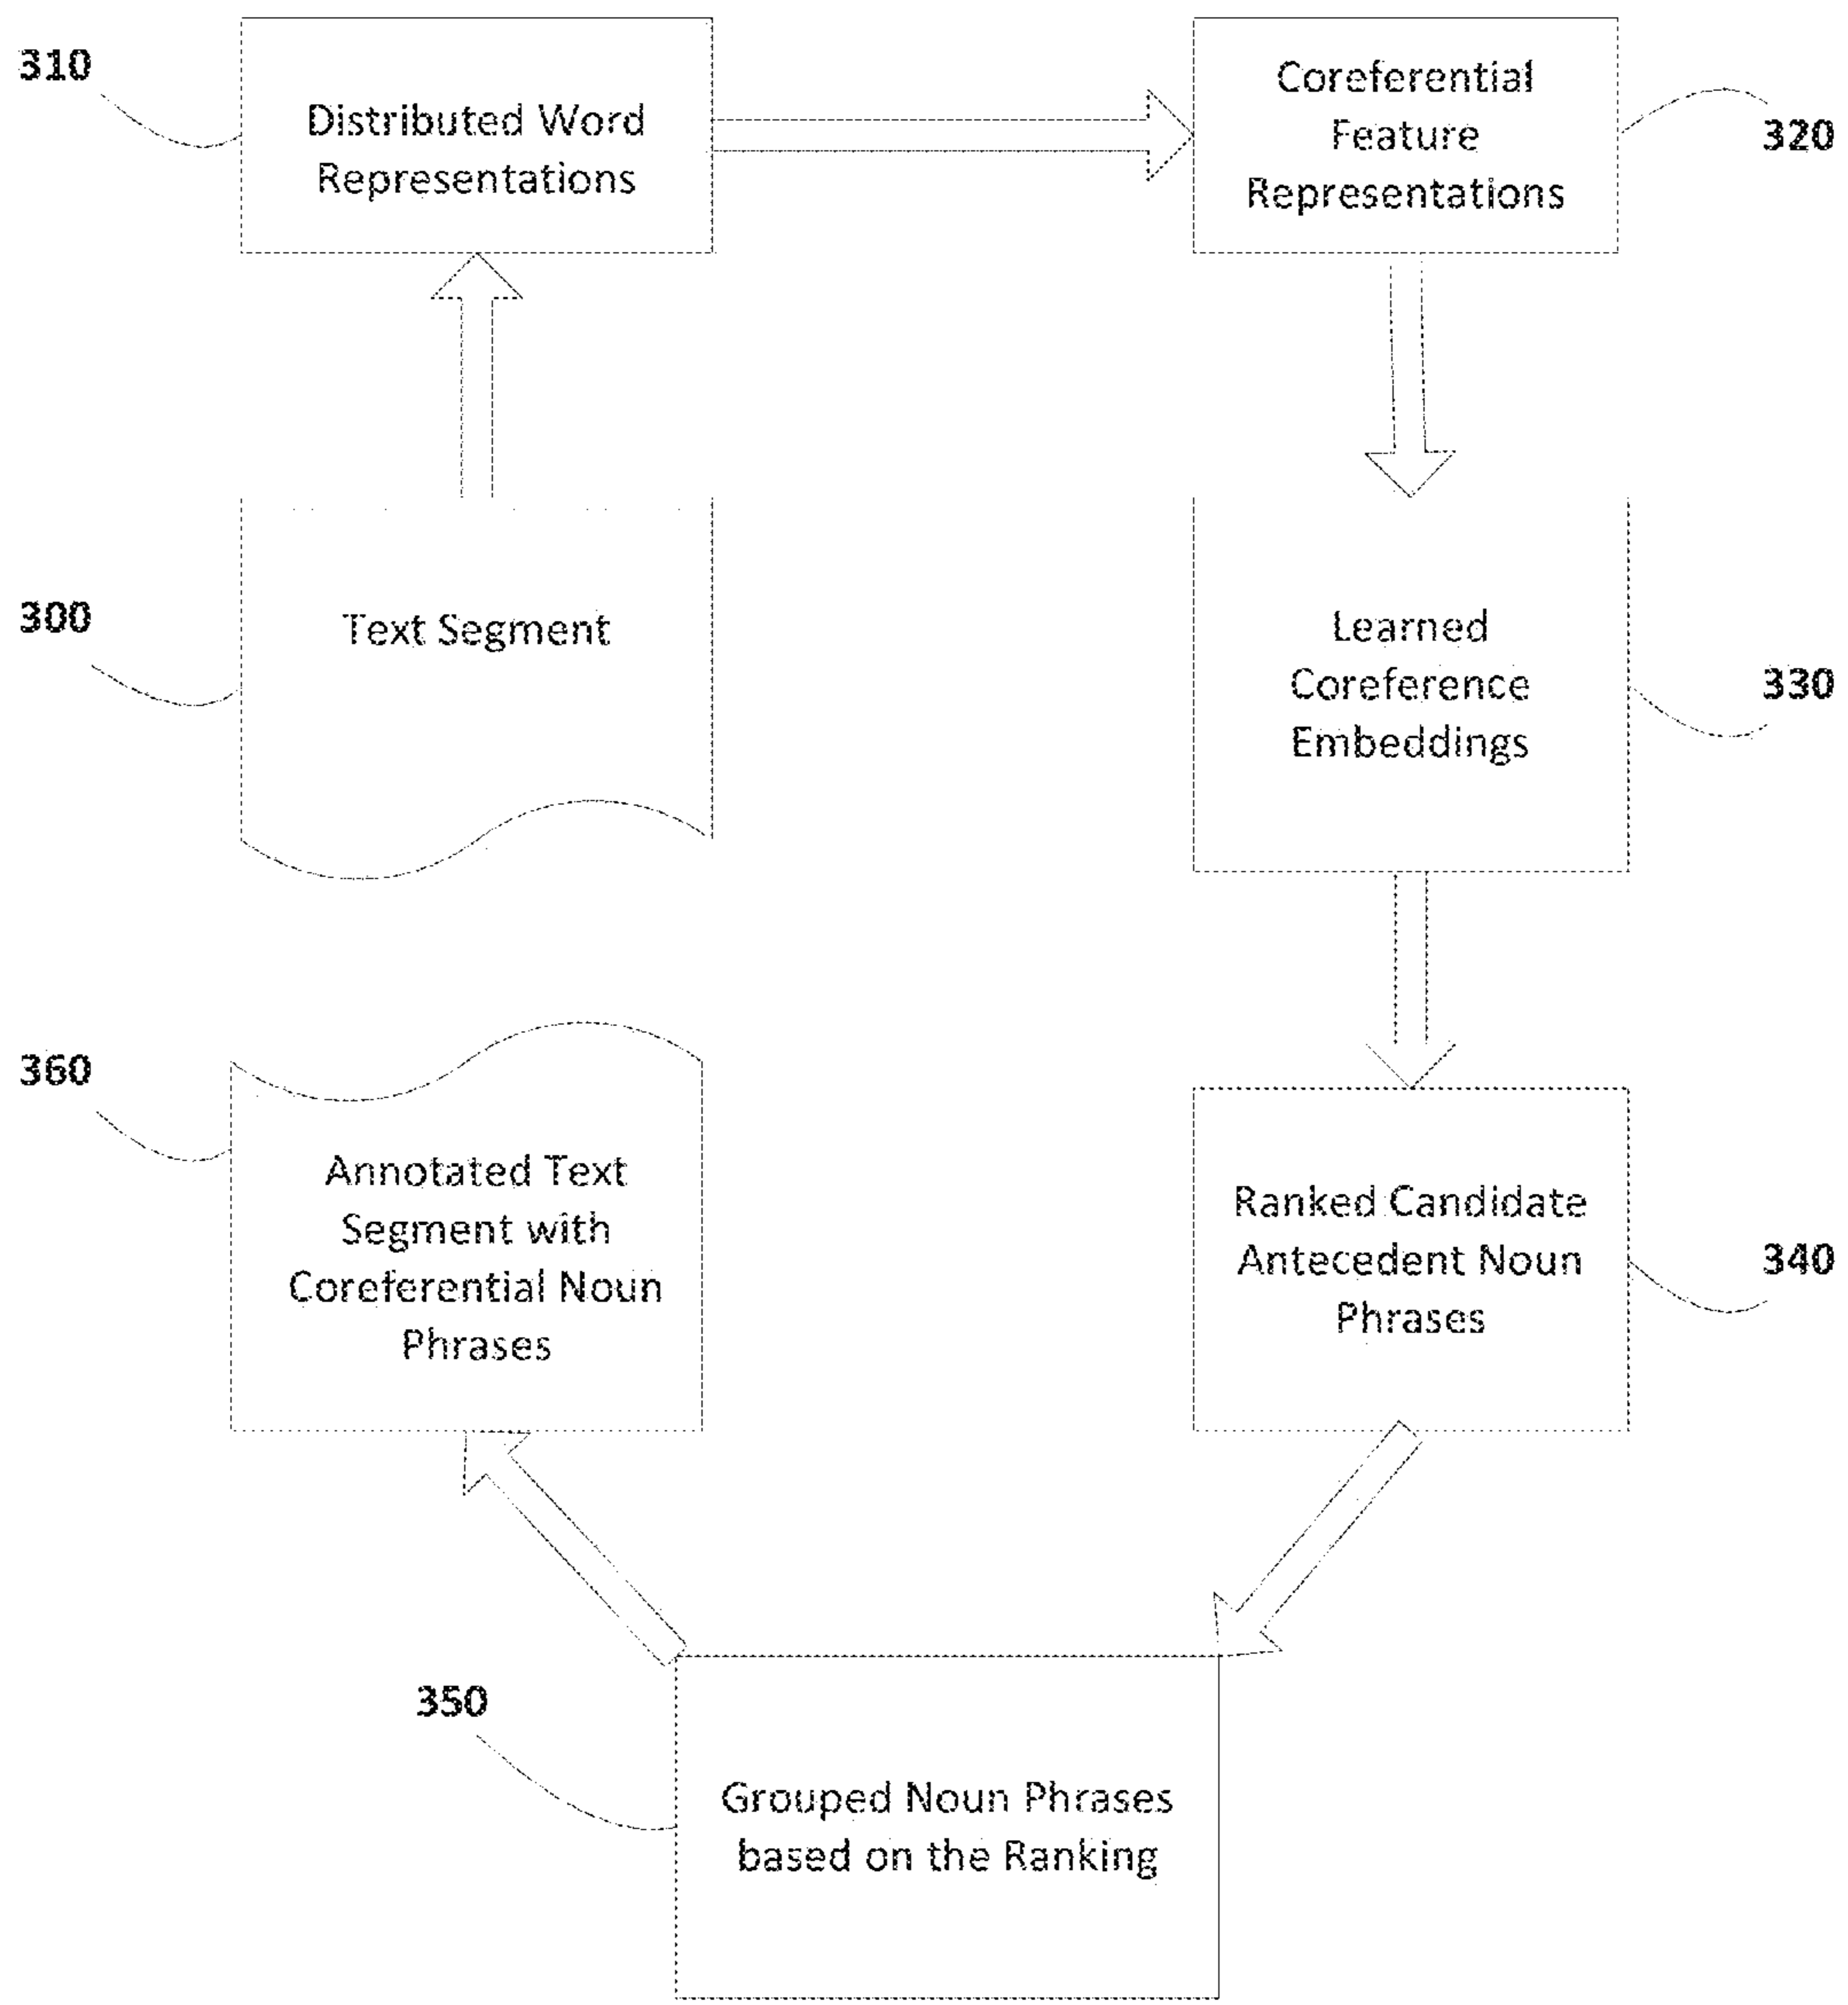 310
Distributed Word
Representations
Coreferential
Feature
Representations
320
300
Text Segment
Learned
Coreference
Embeddings
330
360
Annotated Text
Segment with
Coreferential Noun
Phrases
Ranked Candidate
Antecedent Noun
Phrases
340
350
Grouped Noun Phrases
based on the Ranking